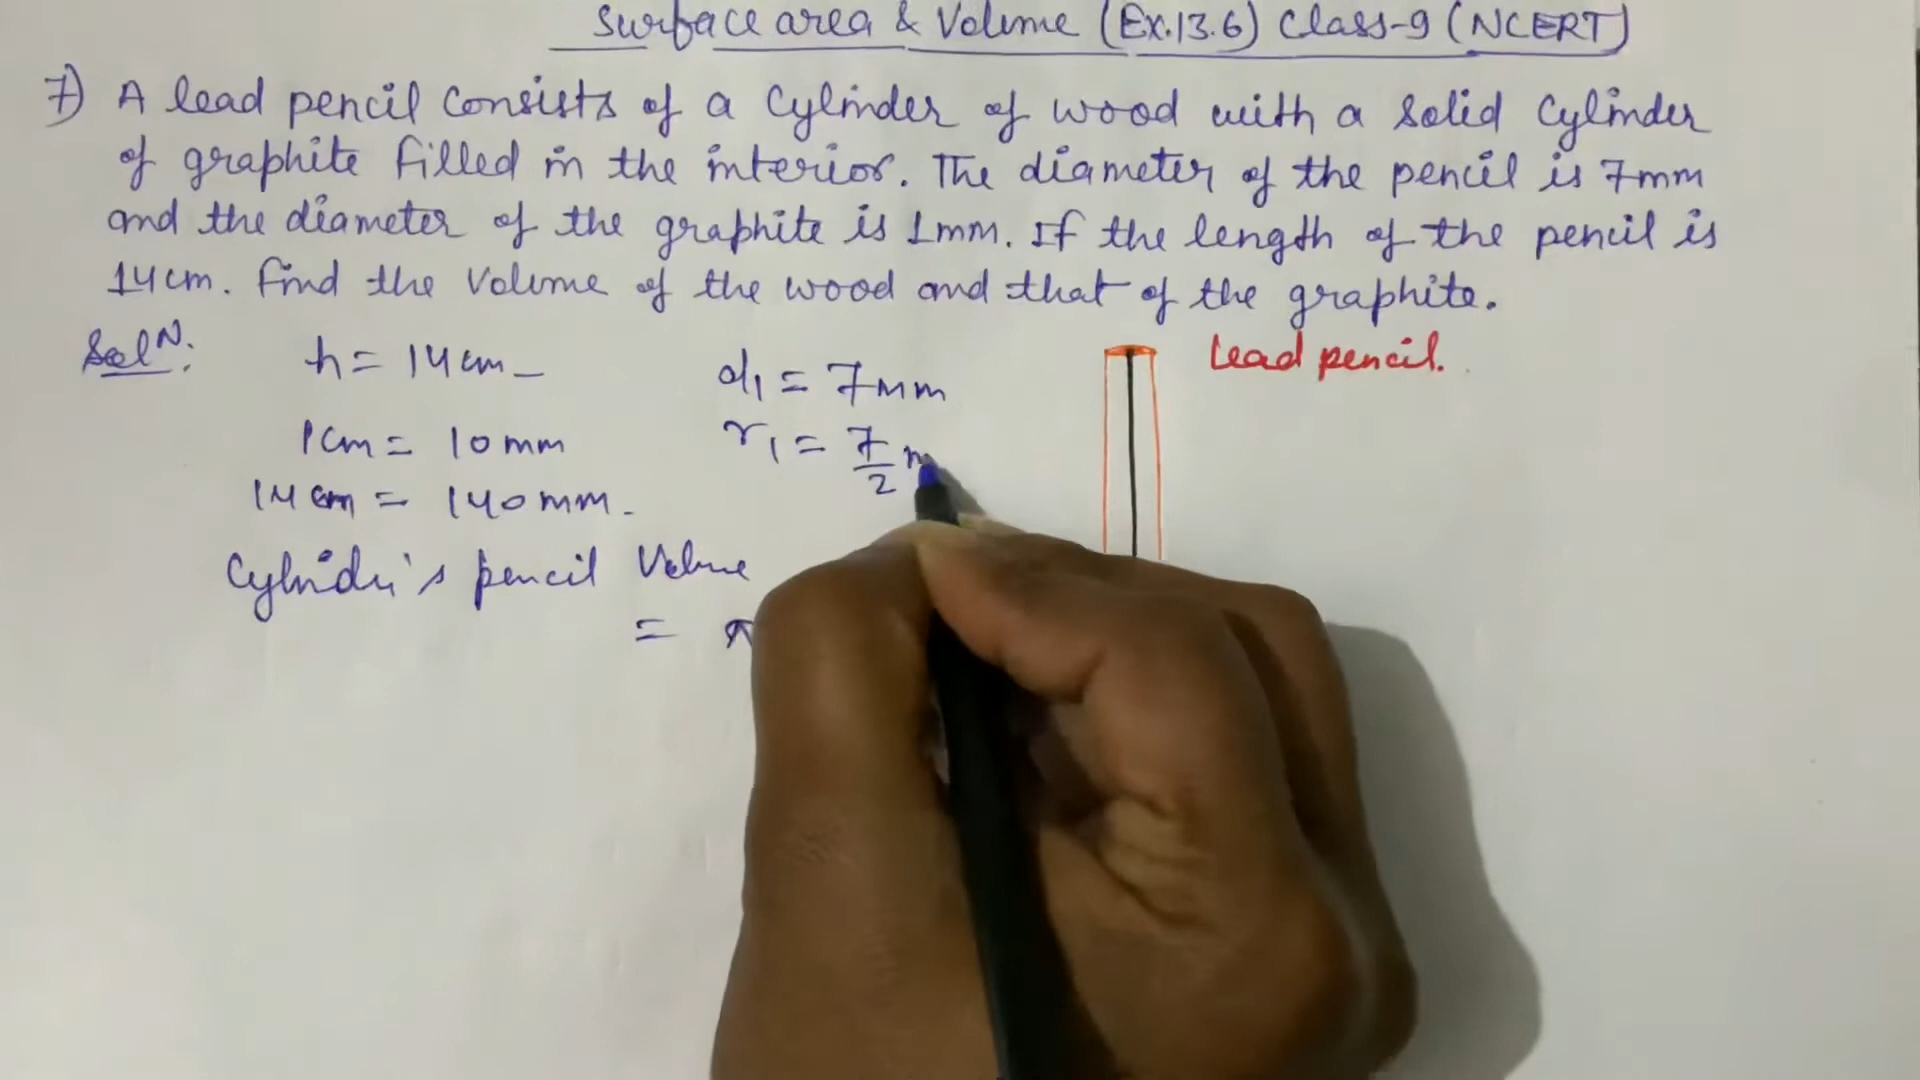 Surface area & Volume (Ex.13.6) Class-9 (NCERT)
7) A lead pencil consists of a Cylinder of wood with a Solid Cylinder
of graphite filled in the interior. The diameter of the pencil is 7mm
and the diameter of the graphite is 1mm. If the length of the pencil is
14cm. Find the Volume of the wood and that of the graphite.
Sol N:
h = 14cm
Lead pencil.
d1 = 7mm
1cm = 10mm
r1 = 7/2 m
14cm = 140mm.
Cylinder's pencil Volume
= π